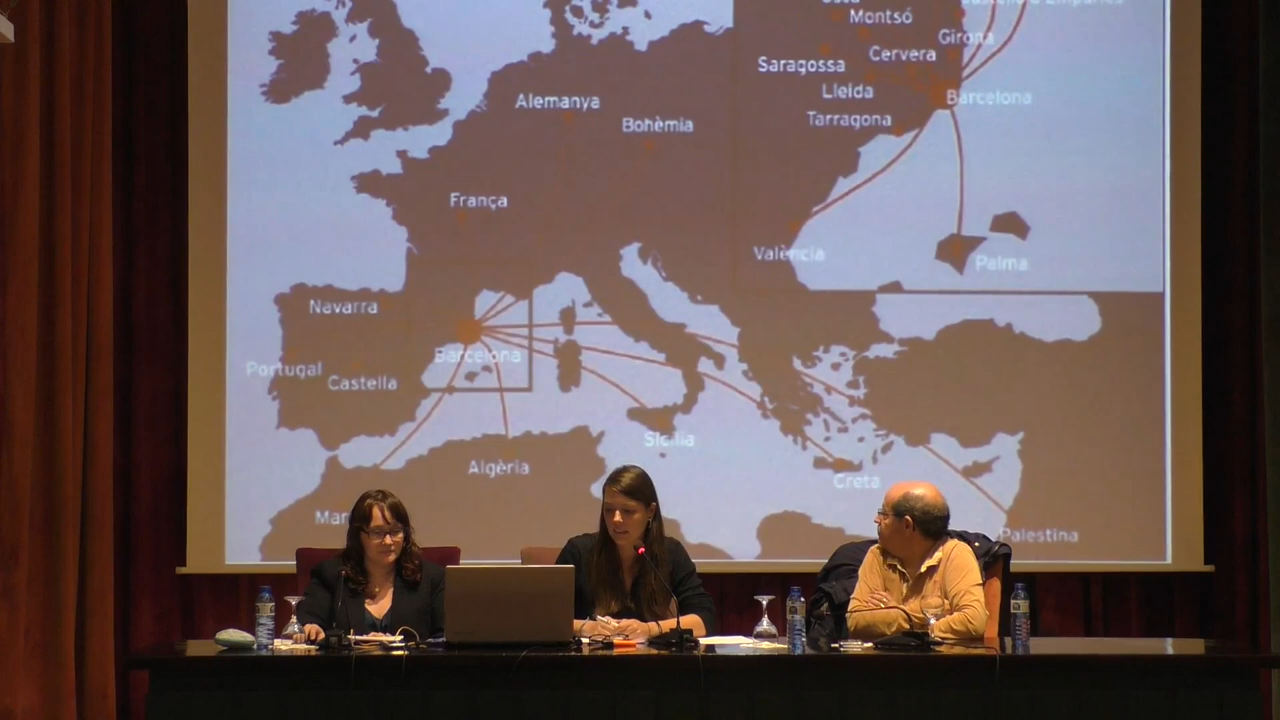 Montsó
Girona
Cervera
Saragossa
Lleida
Barcelona
Tarragona
Alemanya
Bohèmia
França
València
Palma
Navarra
Barcelona
Portugal
Castella
Sicília
Algèria
Creta
Mar
Palestina